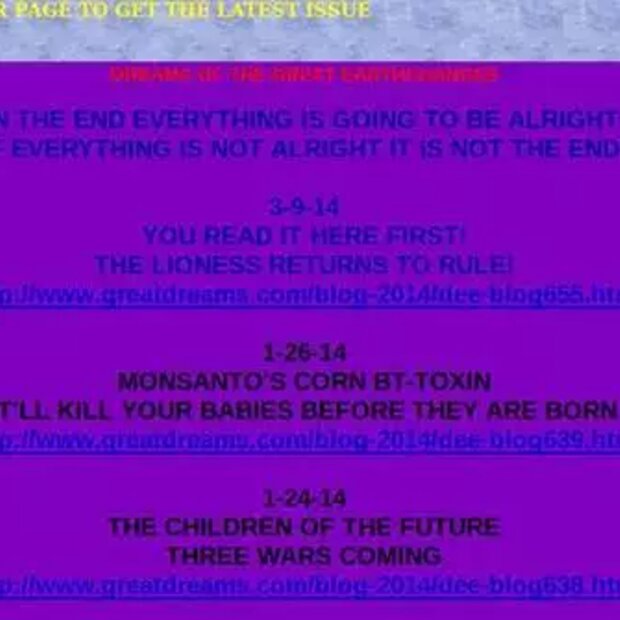 R PAGE TO GET THE LATEST ISSUE
DREAMS OF THE GREAT EARTHCHANGES
N THE END EVERYTHING IS GOING TO BE ALRIGHT
F EVERYTHING IS NOT ALRIGHT IT IS NOT THE END
3-9-14
YOU READ IT HERE FIRST!
THE LIONESS RETURNS TO RULE!
p://www.greatdreams.com/blog-2014/dee-blog655.htm
1-26-14
MONSANTO'S CORN BT-TOXIN
T'LL KILL YOUR BABIES BEFORE THEY ARE BORN
p://www.greatdreams.com/blog-2014/dee-blog639.htm
1-24-14
THE CHILDREN OF THE FUTURE
THREE WARS COMING
p://www.greatdreams.com/blog-2014/dee-blog638.htm